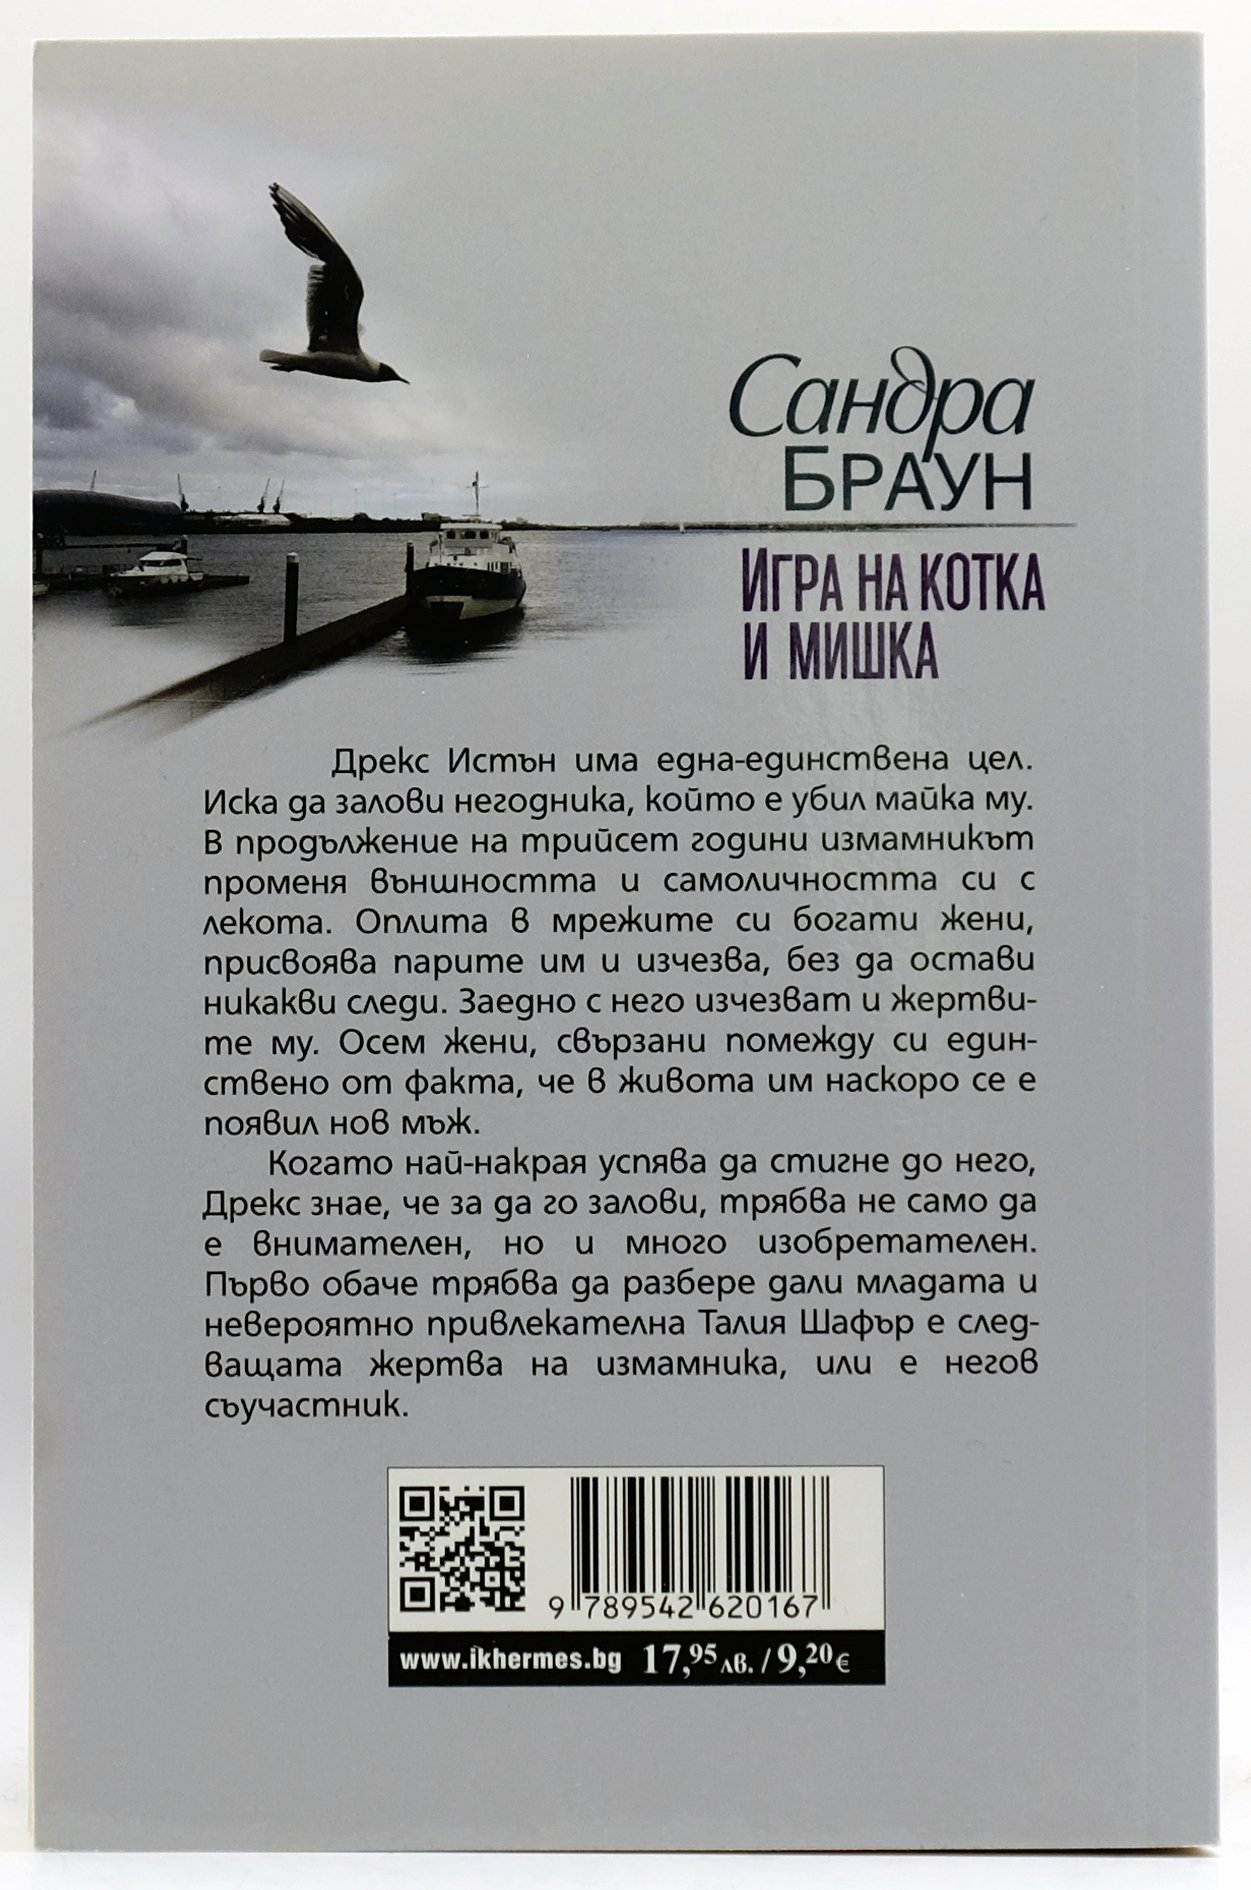 Сандра
БРАУН
ИГРА НА КОТКА
И МИШКА
Дрекс Истън има една-единствена цел.
Иска да залови негодника, който е убил майка му.
В продължение на трийсет години измамникът
променя външността и самоличността си с
лекота. Оплита в мрежите си богати жени,
присвоява парите им и изчезва, без да остави
никакви следи. Заедно с него изчезват и жертви-
те му. Осем жени, свързани помежду си един-
ствено от факта, че в живота им наскоро се е
появил нов мъж.
Когато най-накрая успява да стигне до него,
Дрекс знае, че за да го залови, трябва не само да
е внимателен, но и много изобретателен.
Първо обаче трябва да разбере дали младата и
невероятно привлекателна Талия Шафър е след-
ващата жертва на измамника, или е негов
съучастник.
9 789542 620167
www.ikhermes.bg 17,95 лв. / 9,20 €